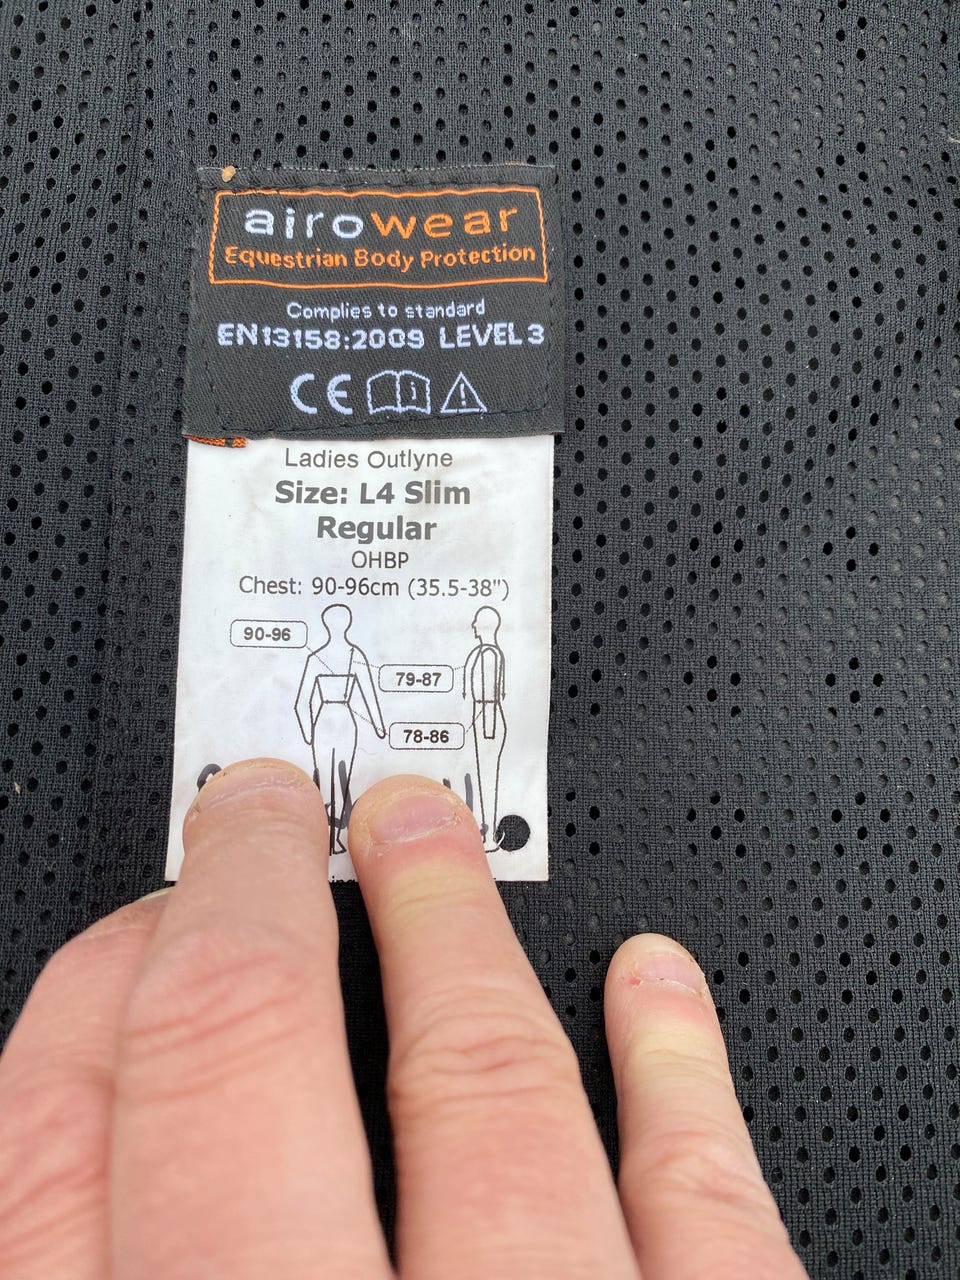 airowear
Equestrian Body Protection
Complies to standard
EN13158:2009 LEVEL 3
CE i !
Ladies Outlyne
Size: L4 Slim
Regular
OHBP
Chest: 90-96cm (35.5-38")
90-96
79-87
78-86